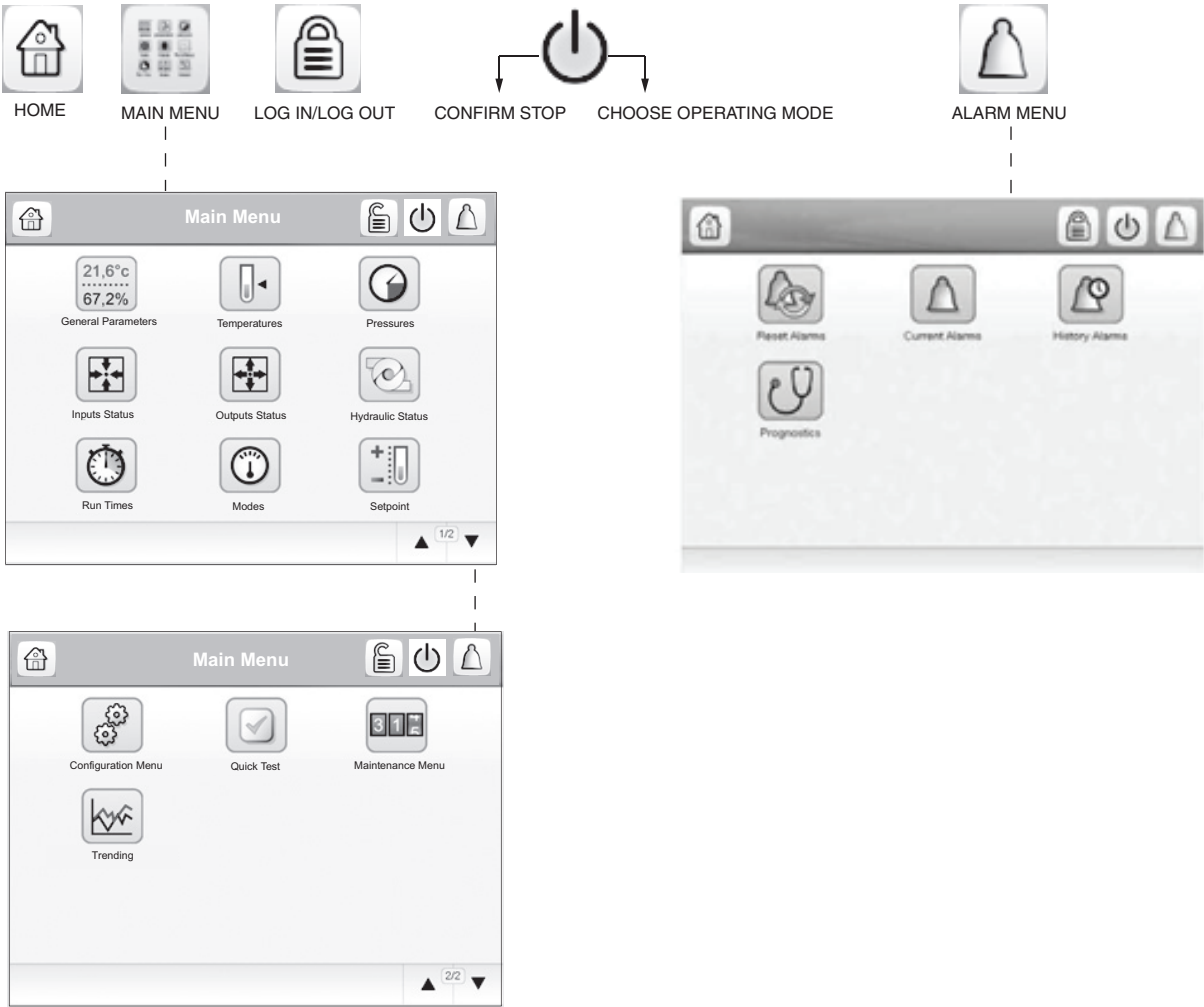 HOME
MAIN MENU
LOG IN/LOG OUT
CONFIRM STOP
CHOOSE OPERATING MODE
ALARM MENU
Main Menu
21,6°c
67,2%
General Parameters
Temperatures
Pressures
Inputs Status
Outputs Status
Hydraulic Status
Run Times
Modes
Setpoint
1/2
Reset Alarms
Current Alarms
History Alarms
Prognostics
Main Menu
3 1 5
Configuration Menu
Quick Test
Maintenance Menu
Trending
2/2